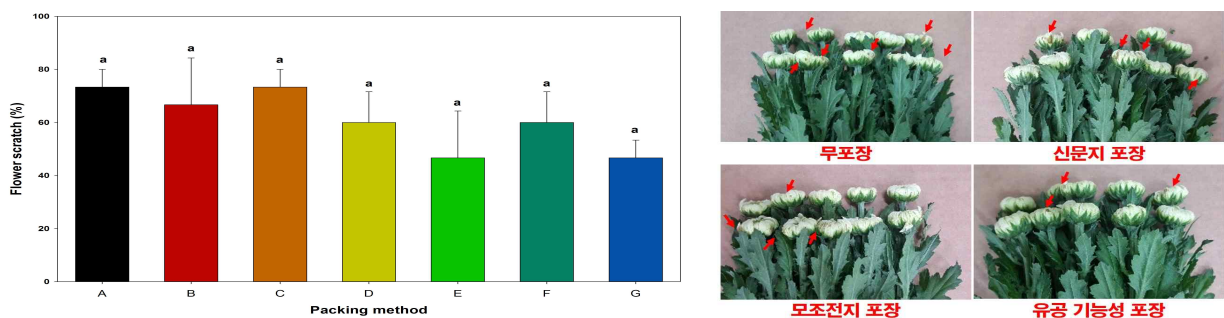 100
80
60
40
20
0
Flower scratch (%)
a
a
a
a
a
a
a
A B C D E F G
Packing method
무포장
신문지 포장
모조전지 포장
유공 기능성 포장